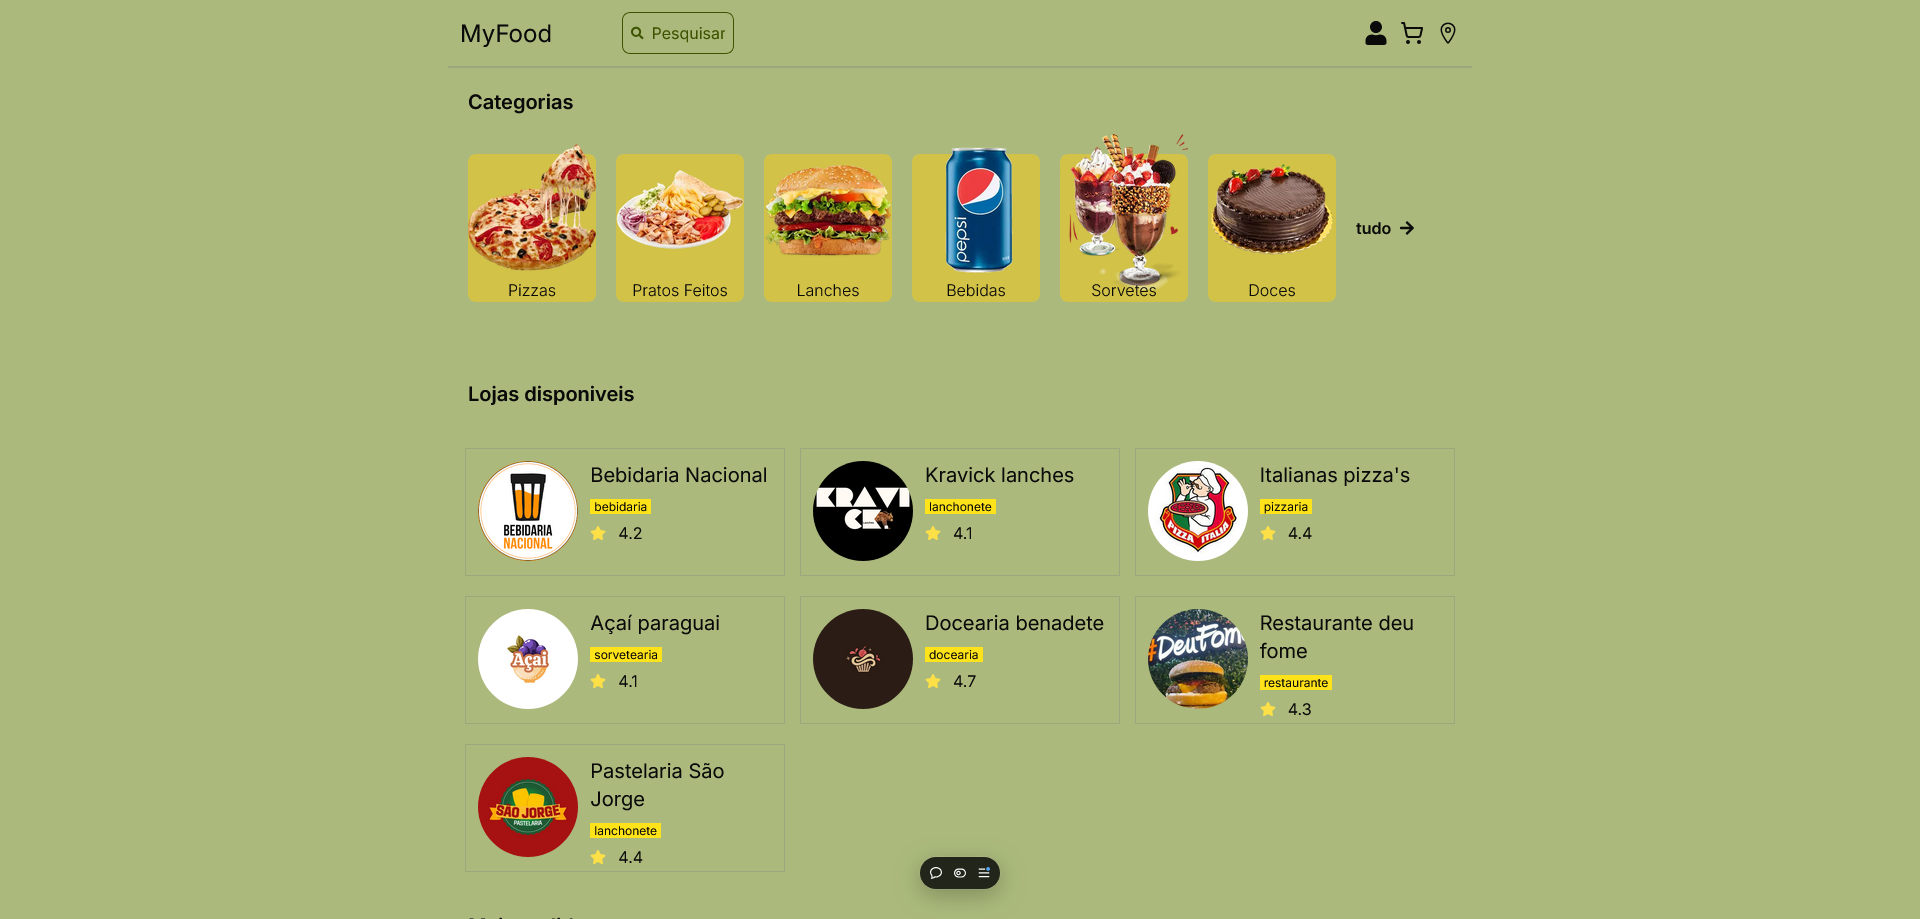 MyFood
Pesquisar
Categorias
pepsi
Pizzas
Pratos Feitos
Lanches
Bebidas
Sorvetes
Doces
tudo
Lojas disponiveis
BEBIDARIA
NACIONAL
Bebidaria Nacional
bebidaria
4.2
KRAVI
CK
Kravick lanches
lanchonete
4.1
PIZZA ITALIA
Italianas pizza's
pizzaria
4.4
Açaí
Açaí paraguai
sorvetearia
4.1
Docearia benadete
docearia
4.7
#DeuFom
Restaurante deu
fome
restaurante
4.3
SÃO JORGE
PASTELARIA
Pastelaria São
Jorge
lanchonete
4.4